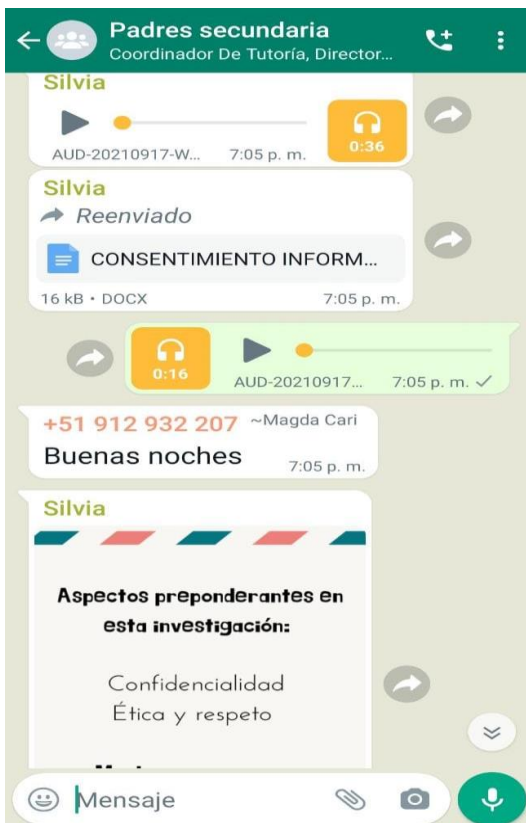 Padres secundaria
Coordinador De Tutoría, Director...
Silvia
0:36
AUD-20210917-W... 7:05 p. m.
Silvia
Reenviado
CONSENTIMIENTO INFORM...
16 kB • DOCX 7:05 p. m.
0:16
AUD-20210917... 7:05 p. m.
+51 912 932 207 ~Magda Cari
Buenas noches 7:05 p. m.
Silvia
Aspectos preponderantes en
esta investigación:
Confidencialidad
Ética y respeto
Mensaje